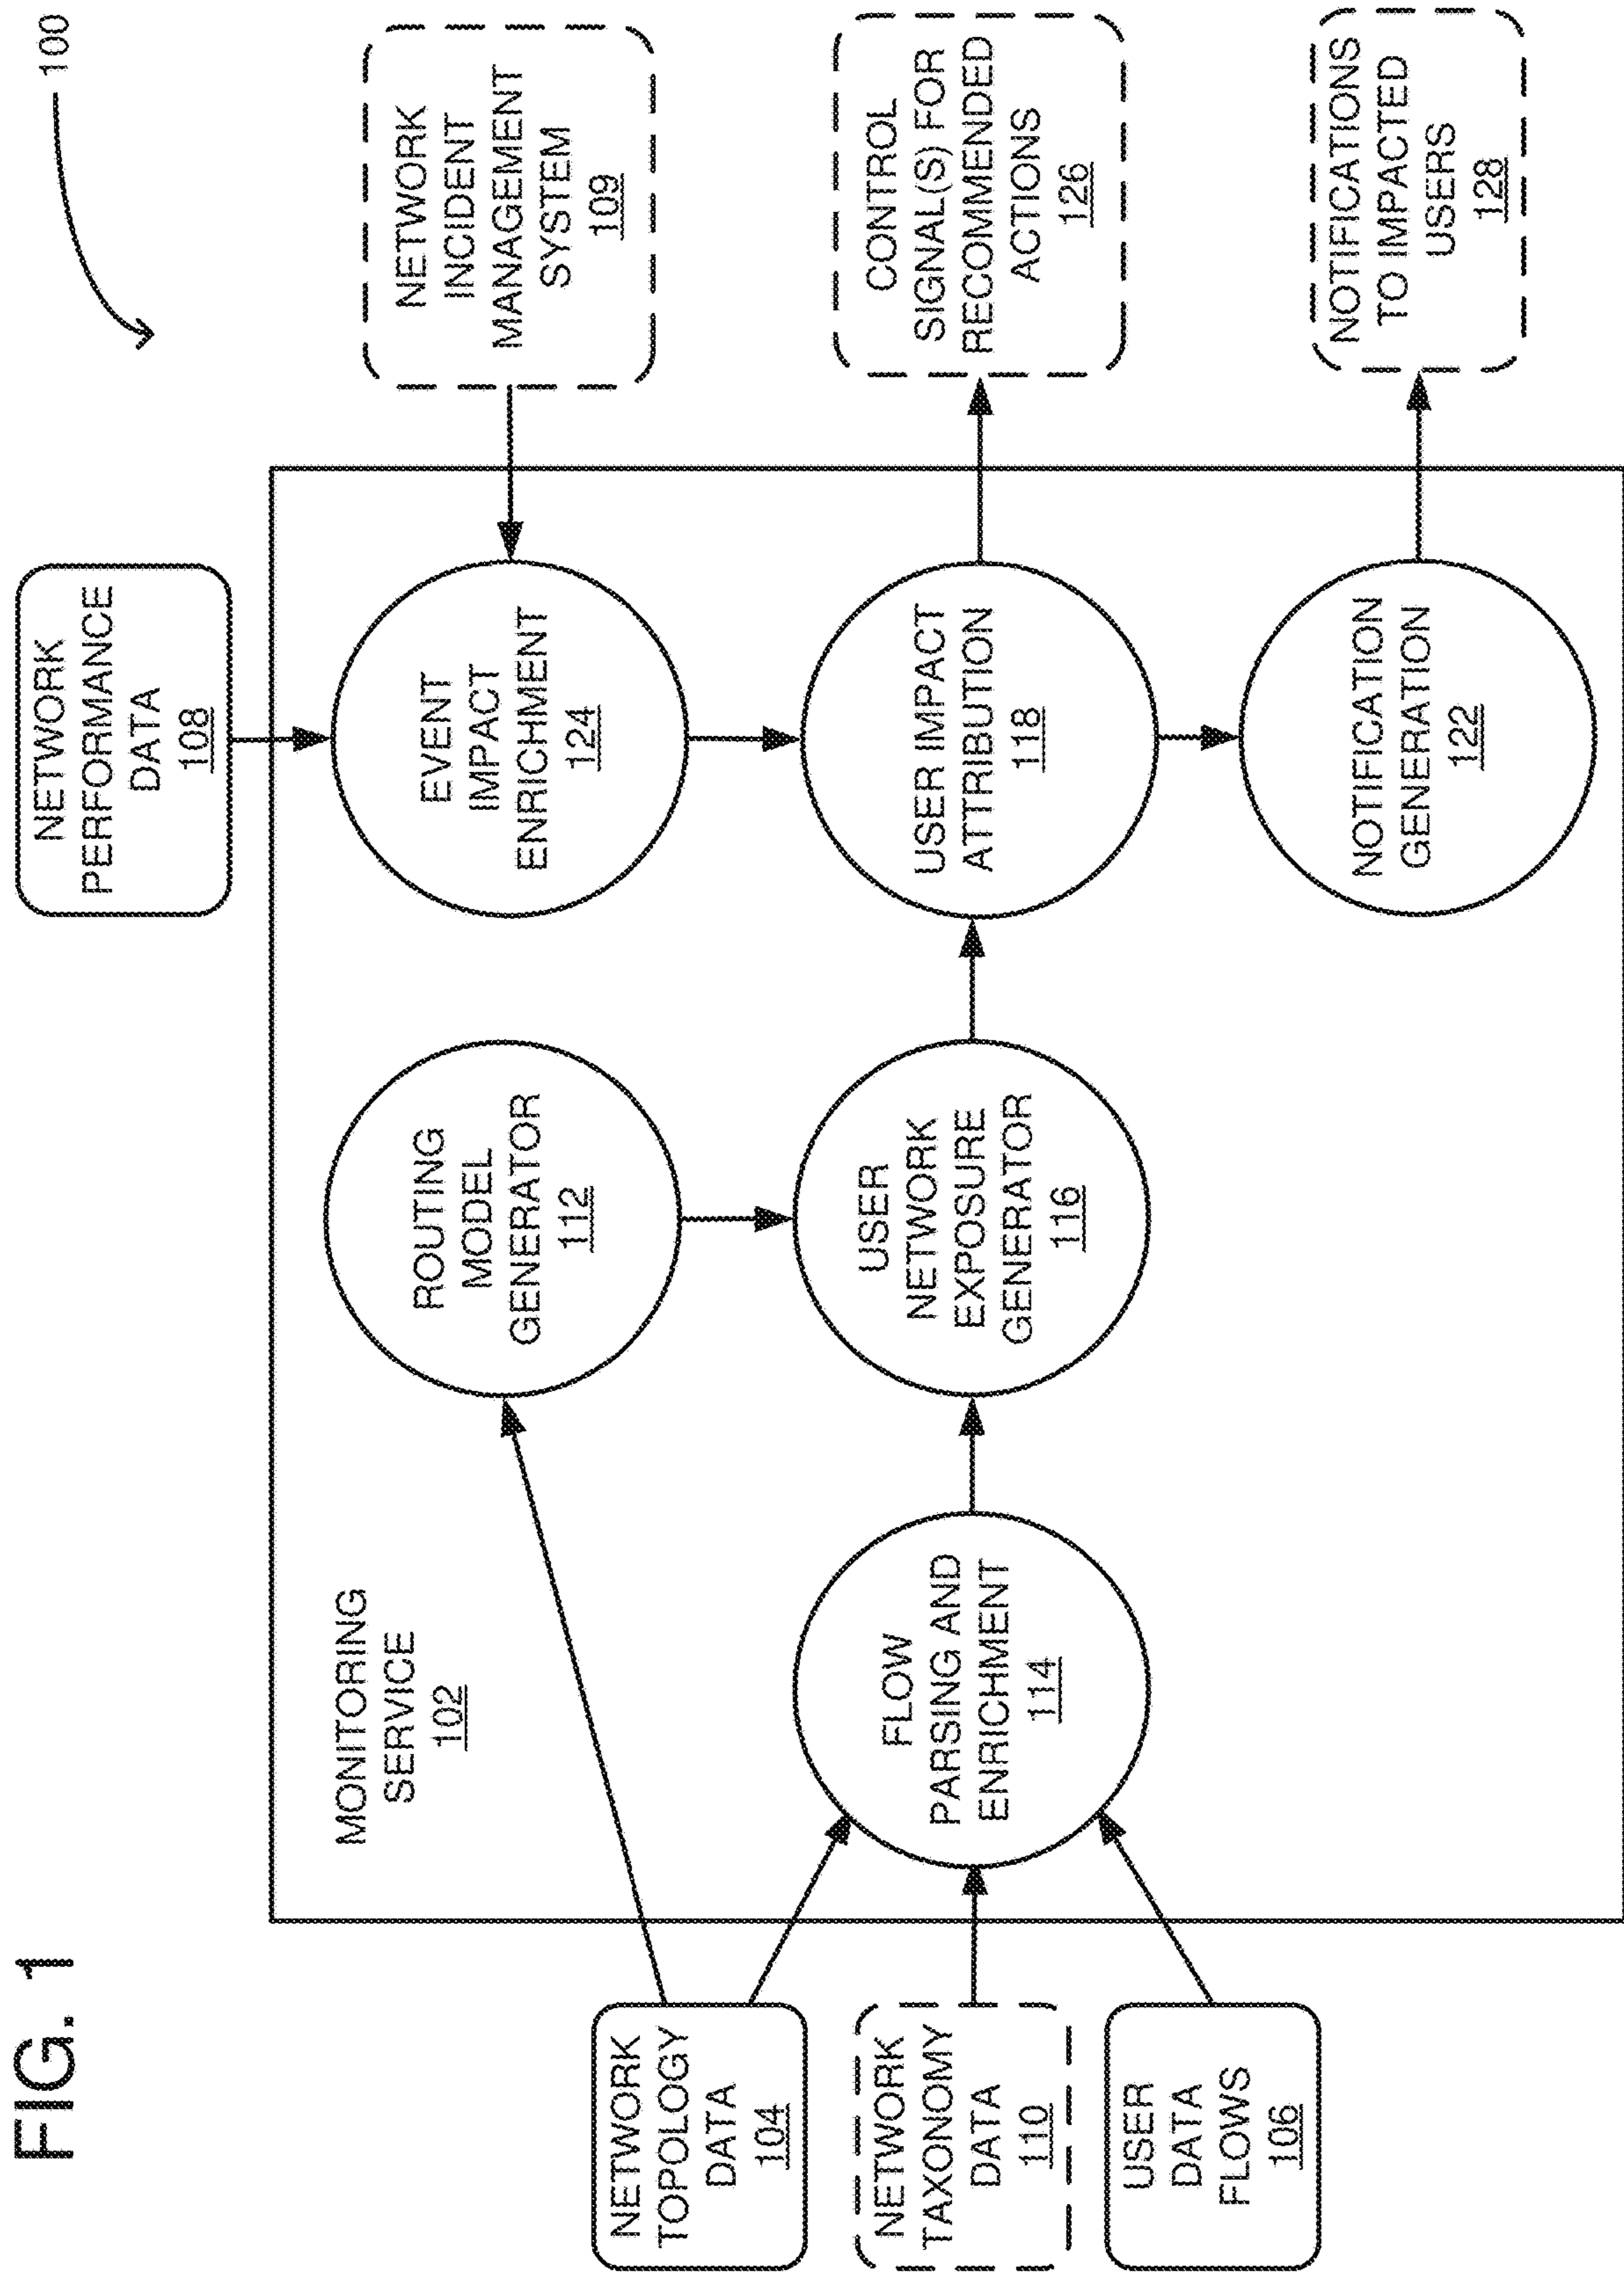 FIG. 1
100
NETWORK
PERFORMANCE
DATA
108
MONITORING
SERVICE
102
ROUTING
MODEL
GENERATOR
112
EVENT
IMPACT
ENRICHMENT
124
NETWORK
INCIDENT
MANAGEMENT
SYSTEM
109
NETWORK
TOPOLOGY
DATA
104
NETWORK
TAXONOMY
DATA
110
USER
DATA
FLOWS
106
FLOW
PARSING AND
ENRICHMENT
114
USER
NETWORK
EXPOSURE
GENERATOR
116
USER IMPACT
ATTRIBUTION
118
CONTROL
SIGNAL(S) FOR
RECOMMENDED
ACTIONS
126
NOTIFICATION
GENERATION
122
NOTIFICATIONS
TO IMPACTED
USERS
128